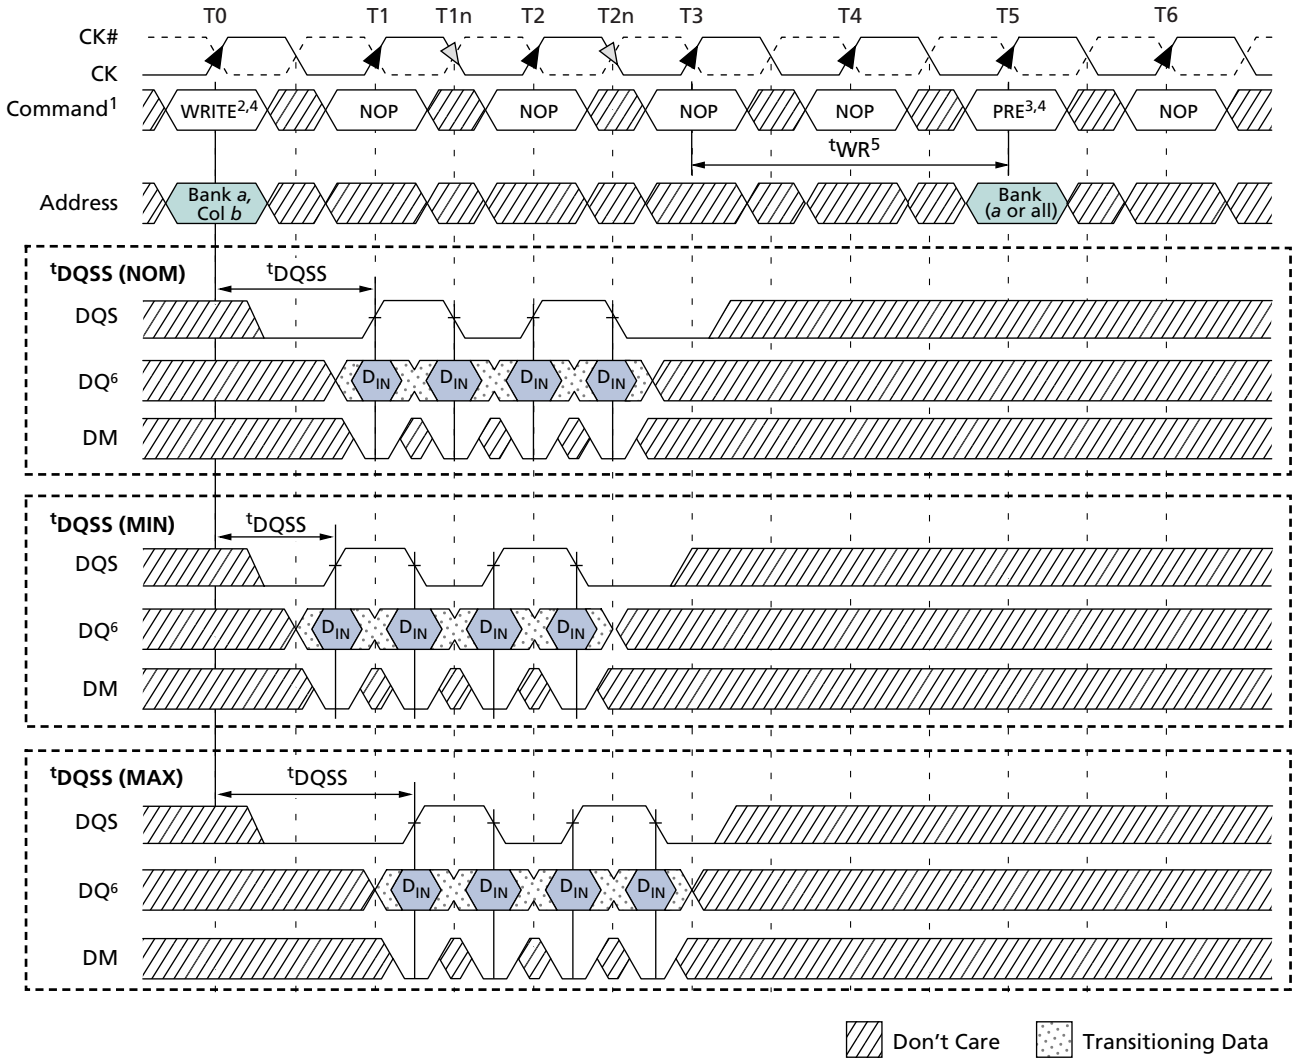 T0 T1 T1n T2 T2n T3 T4 T5 T6
CK#
CK
Command1 WRITE2,4 NOP NOP NOP NOP PRE3,4 NOP
tWR5
Address Bank a, Col b Bank (a or all)
tDQSS (NOM) tDQSS
DQS
DQ6 DIN DIN DIN DIN
DM
tDQSS (MIN) tDQSS
DQS
DQ6 DIN DIN DIN DIN
DM
tDQSS (MAX) tDQSS
DQS
DQ6 DIN DIN DIN DIN
DM
Don't Care Transitioning Data